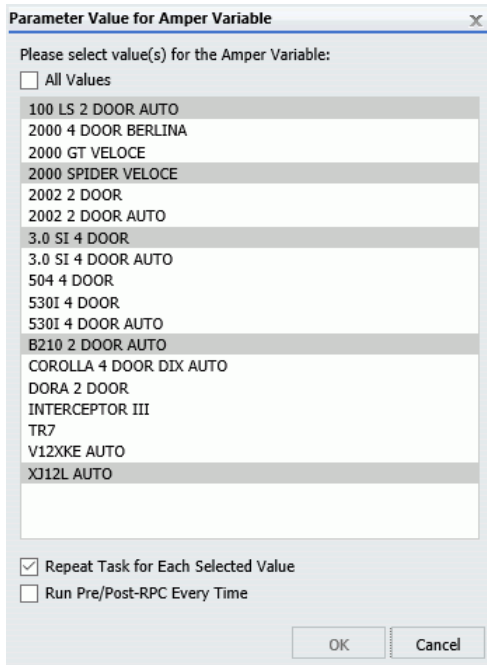 Parameter Value for Amper Variable
Please select value(s) for the Amper Variable:
All Values
100 LS 2 DOOR AUTO
2000 4 DOOR BERLINA
2000 GT VELOCE
2000 SPIDER VELOCE
2002 2 DOOR
2002 2 DOOR AUTO
3.0 SI 4 DOOR
3.0 SI 4 DOOR AUTO
504 4 DOOR
530I 4 DOOR
530I 4 DOOR AUTO
B210 2 DOOR AUTO
COROLLA 4 DOOR DIX AUTO
DORA 2 DOOR
INTERCEPTOR III
TR7
V12XKE AUTO
XJ12L AUTO
Repeat Task for Each Selected Value
Run Pre/Post-RPC Every Time
OK Cancel